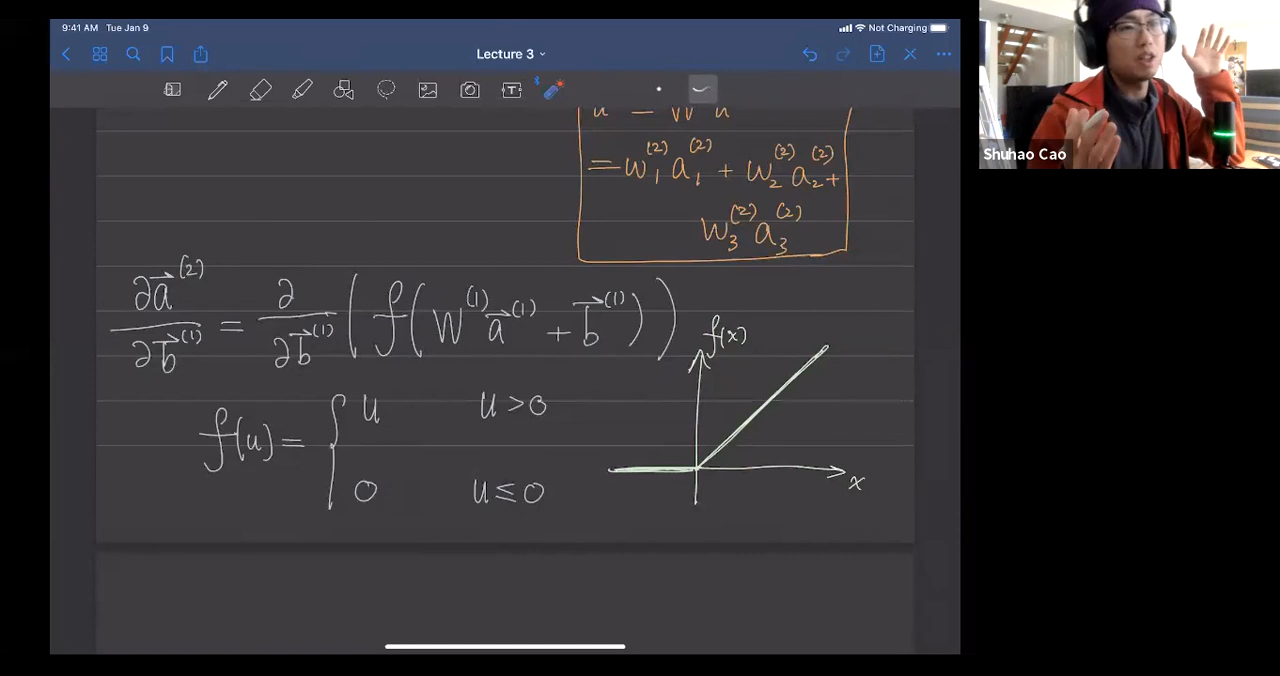 9:41 AM Tue Jan 9
Not Charging
Lecture 3
T
= w₁⁽²⁾ a₁⁽²⁾ + w₂⁽²⁾ a₂⁽²⁾ +
w₃⁽²⁾ a₃⁽²⁾
∂a⃗⁽²⁾/∂b⃗⁽¹⁾ = ∂/∂b⃗⁽¹⁾ ( f( W⁽¹⁾ a⃗⁽¹⁾ + b⃗⁽¹⁾ ) )
f(x)
f(u) = { u u > 0
0 u ≤ 0
x
Shuhao Cao